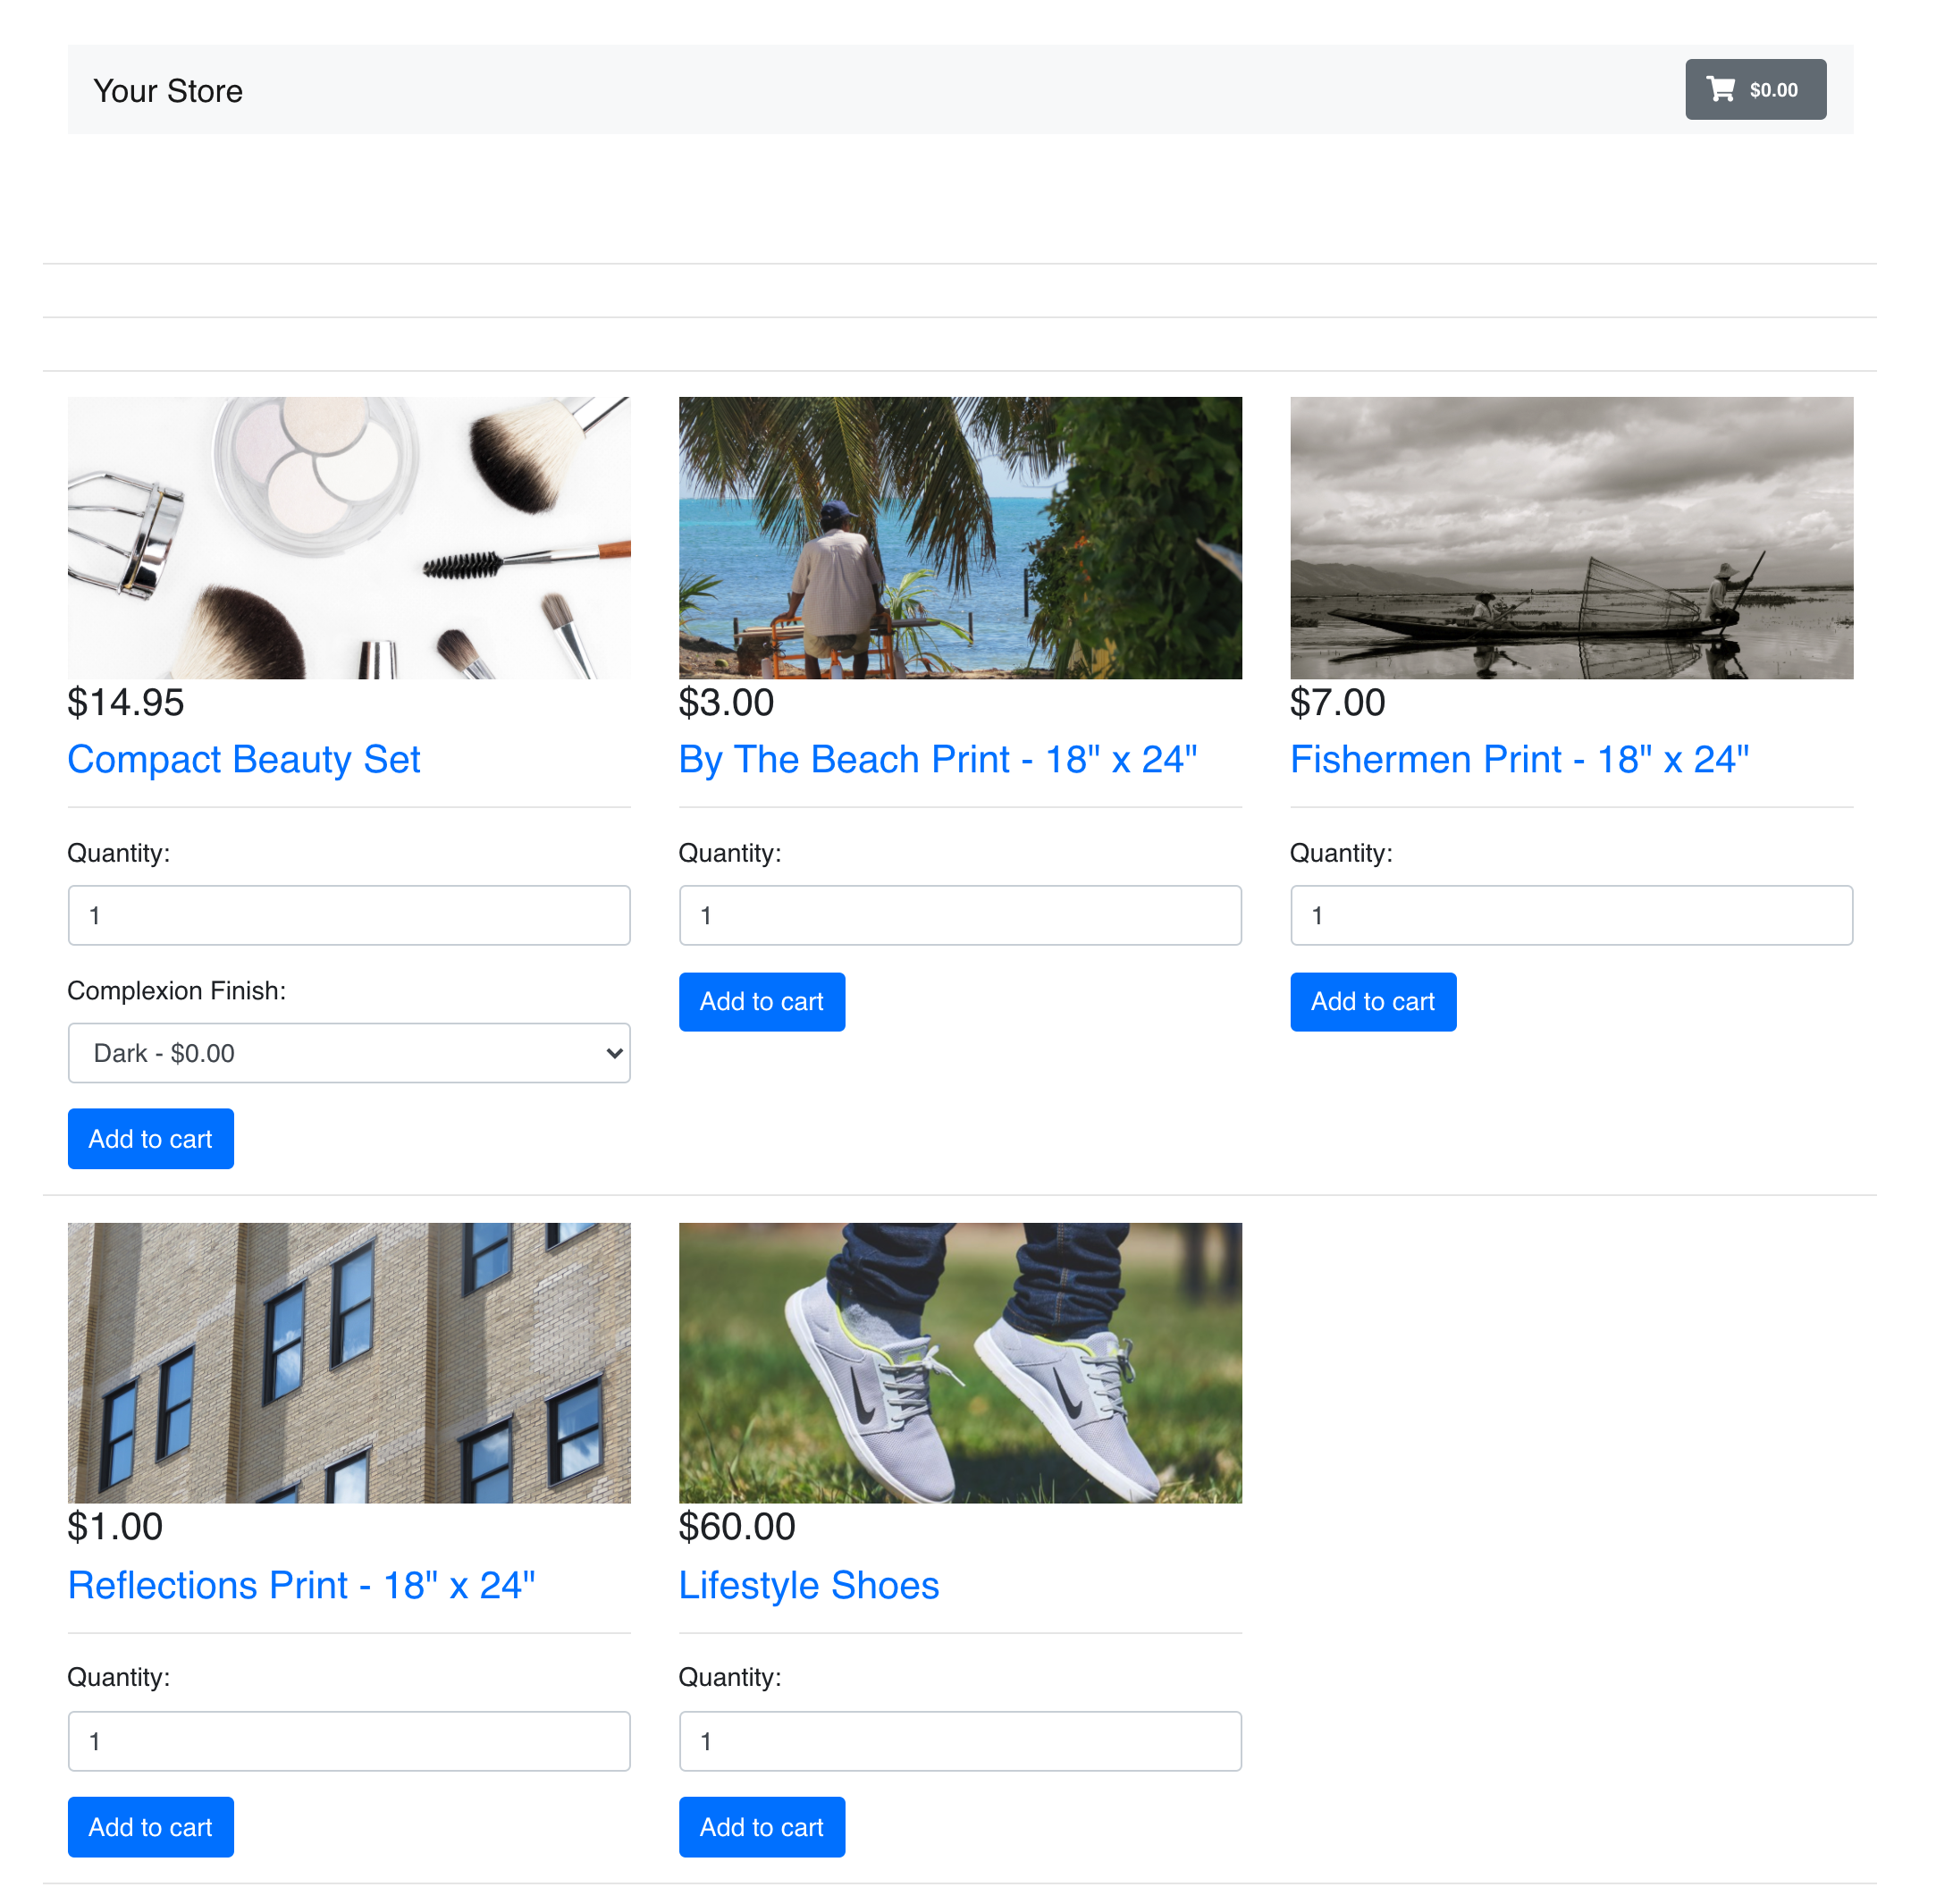 Your Store
$0.00
$14.95
Compact Beauty Set
Quantity:
1
Complexion Finish:
Dark - $0.00
Add to cart
$3.00
By The Beach Print - 18" x 24"
Quantity:
1
Add to cart
$7.00
Fishermen Print - 18" x 24"
Quantity:
1
Add to cart
$1.00
Reflections Print - 18" x 24"
Quantity:
1
Add to cart
$60.00
Lifestyle Shoes
Quantity:
1
Add to cart